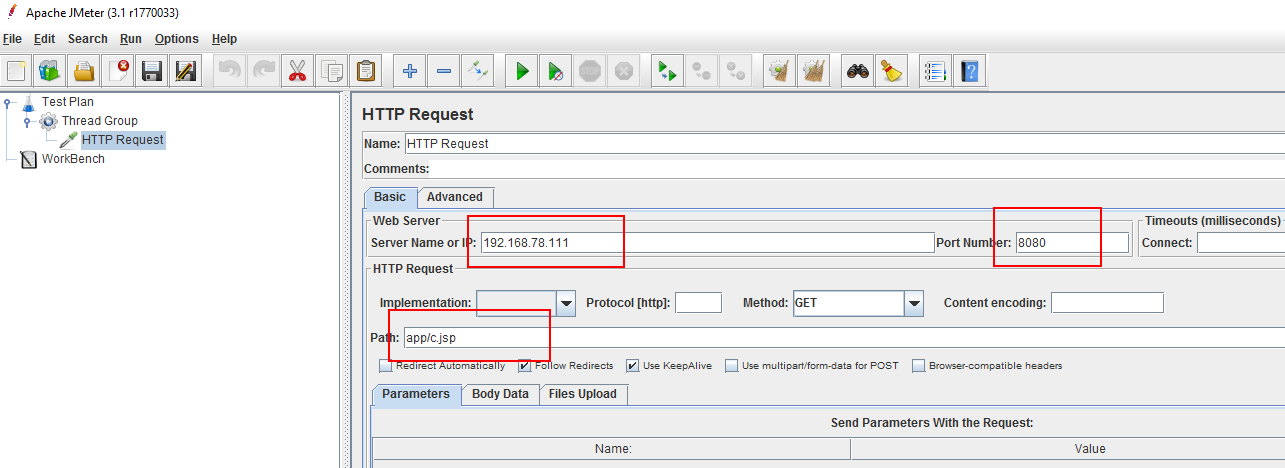 Apache JMeter (3.1 r1770033)
File Edit Search Run Options Help
STOP
Test Plan
Thread Group
HTTP Request
WorkBench
HTTP Request
Name: HTTP Request
Comments:
Basic Advanced
Web Server
Server Name or IP: 192.168.78.111 Port Number: 8080
Timeouts (milliseconds)
Connect:
HTTP Request
Implementation: Protocol [http]: Method: GET Content encoding:
Path: app/c.jsp
Redirect Automatically Follow Redirects Use KeepAlive Use multipart/form-data for POST Browser-compatible headers
Parameters Body Data Files Upload
Send Parameters With the Request:
Name: Value